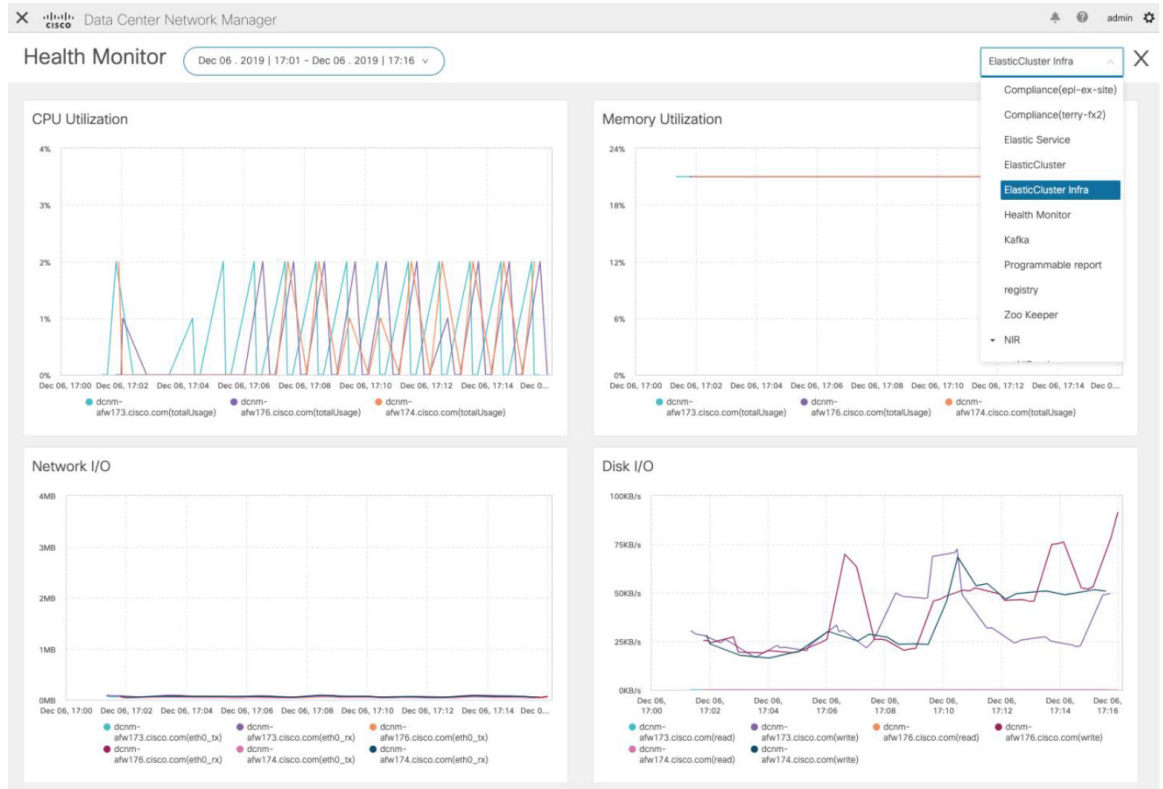 cisco Data Center Network Manager
admin
Health Monitor
Dec 06 . 2019 | 17:01 - Dec 06 . 2019 | 17:16
ElasticCluster Infra
Compliance(epl-ex-site)
Compliance(terry-fx2)
Elastic Service
ElasticCluster
ElasticCluster Infra
Health Monitor
Kafka
Programmable report
registry
Zoo Keeper
NIR
CPU Utilization
4%
3%
2%
1%
0%
Dec 06, 17:00 Dec 06, 17:02 Dec 06, 17:04 Dec 06, 17:06 Dec 06, 17:08 Dec 06, 17:10 Dec 06, 17:12 Dec 06, 17:14 Dec 0...
dcnm- dcnm- dcnm-
afw173.cisco.com(totalUsage) afw176.cisco.com(totalUsage) afw174.cisco.com(totalUsage)
Memory Utilization
24%
18%
12%
6%
0%
Dec 06, 17:00 Dec 06, 17:02 Dec 06, 17:04 Dec 06, 17:06 Dec 06, 17:08 Dec 06, 17:10 Dec 06, 17:12 Dec 06, 17:14 Dec 0...
dcnm- dcnm- dcnm-
afw173.cisco.com(totalUsage) afw176.cisco.com(totalUsage) afw174.cisco.com(totalUsage)
Network I/O
4MB
3MB
2MB
1MB
0MB
Dec 06, 17:00 Dec 06, 17:02 Dec 06, 17:04 Dec 06, 17:06 Dec 06, 17:08 Dec 06, 17:10 Dec 06, 17:12 Dec 06, 17:14 Dec 0...
dcnm- dcnm- dcnm-
afw173.cisco.com(eth0_tx) afw173.cisco.com(eth0_rx) afw176.cisco.com(eth0_tx)
dcnm- dcnm- dcnm-
afw176.cisco.com(eth0_rx) afw174.cisco.com(eth0_tx) afw174.cisco.com(eth0_rx)
Disk I/O
100KB/s
75KB/s
50KB/s
25KB/s
0KB/s
Dec 06, Dec 06, Dec 06, Dec 06, Dec 06, Dec 06, Dec 06, Dec 06, Dec 06,
17:00 17:02 17:04 17:06 17:08 17:10 17:12 17:14 17:16
dcnm- dcnm- dcnm- dcnm-
afw173.cisco.com(read) afw173.cisco.com(write) afw176.cisco.com(read) afw176.cisco.com(write)
dcnm- dcnm-
afw174.cisco.com(read) afw174.cisco.com(write)